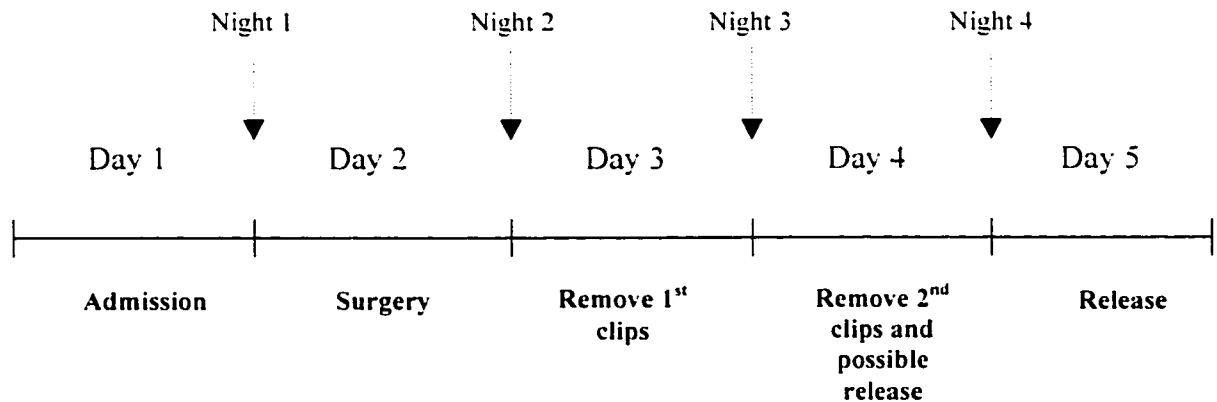 Night 1 Night 2 Night 3 Night 4
Day 1 Day 2 Day 3 Day 4 Day 5
Admission Surgery Remove 1st Remove 2nd Release
clips clips and
possible
release